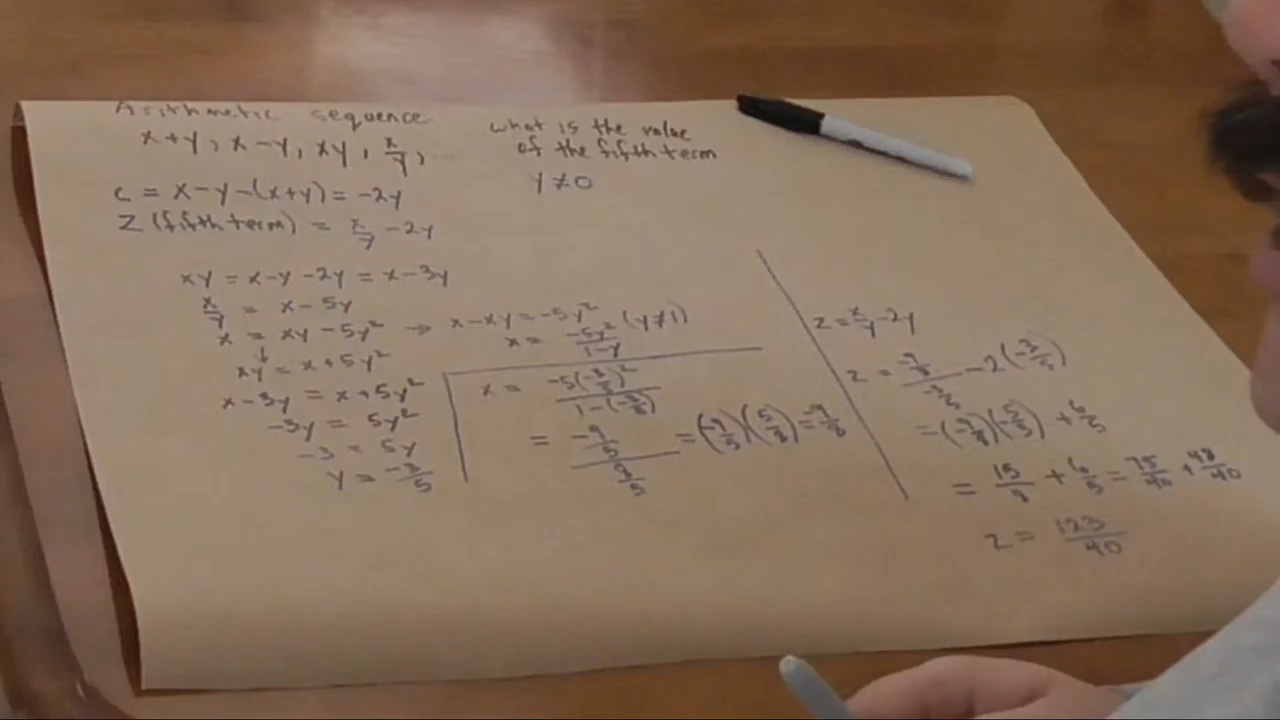 Arithmetic sequence
x+y, x-y, xy, x/y,
What is the value
of the fifth term
y≠0
c = x-y-(x+y) = -2y
Z (fifth term) = x/y -2y
xy = x-y-2y = x-3y
x/y = x-5y
x = xy-5y² → x-xy = -5y²
x = -5y²/1-y (y≠1)
↓
xy = x+5y²
x-3y = x+5y²
-3y = 5y²
-3 = 5y
y = -3/5
x = -5(-3/5)²/1-(-3/5)
= -9/5/8/5 = (-9/5)(5/8) = -9/8
z = x/y -2y
z = -9/8/-3/5 -2(-3/5)
= (-9/8)(-5/3) + 6/5
= 15/8 + 6/5 = 75/40 + 48/40
z = 123/40